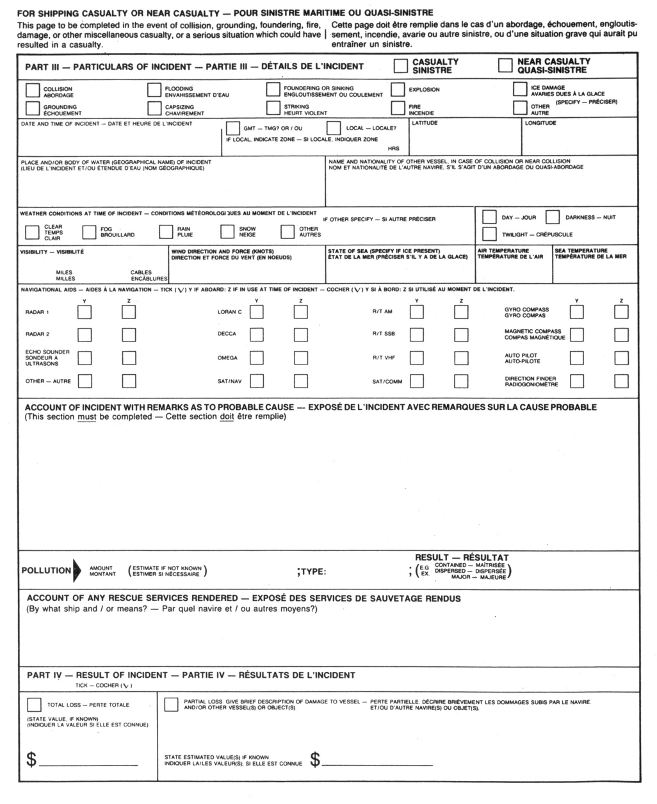 FOR SHIPPING CASUALTY OR NEAR CASUALTY — POUR SINISTRE MARITIME OU QUASI-SINISTRE
This page to be completed in the event of collision, grounding, foundering, fire,
damage, or other miscellaneous casualty, or a serious situation which could have
resulted in a casualty.
Cette page doit être remplie dans le cas d'un abordage, échouement, engloutis-
sement, incendie, avarie ou autre sinistre, ou d'une situation grave qui aurait pu
entraîner un sinistre.
PART III — PARTICULARS OF INCIDENT — PARTIE III — DÉTAILS DE L'INCIDENT
CASUALTY
SINISTRE
NEAR CASUALTY
QUASI-SINISTRE
COLLISION
ABORDAGE
FLOODING
ENVAHISSEMENT D'EAU
FOUNDERING OR SINKING
ENGLOUTISSEMENT OU COULEMENT
EXPLOSION
ICE DAMAGE
AVARIES DUES À LA GLACE
GROUNDING
ÉCHOUEMENT
CAPSIZING
CHAVIREMENT
STRIKING
HEURT VIOLENT
FIRE
INCENDIE
OTHER (SPECIFY — PRÉCISER)
AUTRE
DATE AND TIME OF INCIDENT — DATE ET HEURE DE L'INCIDENT
GMT — TMG? OR / OU
LOCAL — LOCALE?
IF LOCAL, INDICATE ZONE — SI LOCALE, INDIQUER ZONE
HRS
LATITUDE
LONGITUDE
PLACE AND/OR BODY OF WATER (GEOGRAPHICAL NAME) OF INCIDENT
(LIEU DE L'INCIDENT ET/OU ÉTENDUE D'EAU (NOM GÉOGRAPHIQUE)
NAME AND NATIONALITY OF OTHER VESSEL, IN CASE OF COLLISION OR NEAR COLLISION
NOM ET NATIONALITÉ DE L'AUTRE NAVIRE, S'IL S'AGIT D'UN ABORDAGE OU QUASI-ABORDAGE
WEATHER CONDITIONS AT TIME OF INCIDENT — CONDITIONS MÉTÉOROLOGIQUES AU MOMENT DE L'INCIDENT
IF OTHER SPECIFY — SI AUTRE PRÉCISER
CLEAR
TEMPS
CLAIR
FOG
BROUILLARD
RAIN
PLUIE
SNOW
NEIGE
OTHER
AUTRES
DAY — JOUR
DARKNESS — NUIT
TWILIGHT — CRÉPUSCULE
VISIBILITY — VISIBILITÉ
MILES
MILLES
CABLES
ENCÂBLURES
WIND DIRECTION AND FORCE (KNOTS)
DIRECTION ET FORCE DU VENT (EN NOEUDS)
STATE OF SEA (SPECIFY IF ICE PRESENT)
ÉTAT DE LA MER (PRÉCISER S'IL Y A DE LA GLACE)
AIR TEMPERATURE
TEMPÉRATURE DE L'AIR
SEA TEMPERATURE
TEMPÉRATURE DE LA MER
NAVIGATIONAL AIDS — AIDES À LA NAVIGATION — TICK (√) Y IF ABOARD: Z IF IN USE AT TIME OF INCIDENT — COCHER (√) Y SI À BORD: Z SI UTILISÉ AU MOMENT DE L'INCIDENT.
Y Z Y Z Y Z Y Z
RADAR 1 LORAN C R/T AM GYRO COMPASS
GYRO COMPAS
RADAR 2 DECCA R/T SSB MAGNETIC COMPASS
COMPAS MAGNÉTIQUE
ECHO SOUNDER
SONDEUR A
ULTRASONS
OMEGA R/T VHF AUTO PILOT
AUTO-PILOTE
OTHER — AUTRE SAT/NAV SAT/COMM DIRECTION FINDER
RADIOGONIOMÈTRE
ACCOUNT OF INCIDENT WITH REMARKS AS TO PROBABLE CAUSE — EXPOSÉ DE L'INCIDENT AVEC REMARQUES SUR LA CAUSE PROBABLE
(This section must be completed — Cette section doit être remplie)
POLLUTION
AMOUNT
MONTANT
(ESTIMATE IF NOT KNOWN
ESTIMER SI NÉCESSAIRE)
;TYPE:
RESULT — RÉSULTAT
; (E.G CONTAINED — MAÎTRISÉE
EX. DISPERSED — DISPERSÉE
MAJOR — MAJEURE)
ACCOUNT OF ANY RESCUE SERVICES RENDERED — EXPOSÉ DES SERVICES DE SAUVETAGE RENDUS
(By what ship and / or means? — Par quel navire et / ou autres moyens?)
PART IV — RESULT OF INCIDENT — PARTIE IV — RÉSULTATS DE L'INCIDENT
TICK — COCHER (√)
TOTAL LOSS — PERTE TOTALE
(STATE VALUE, IF KNOWN)
(INDIQUER LA VALEUR SI ELLE EST CONNUE)
$
PARTIAL LOSS GIVE BRIEF DESCRIPTION OF DAMAGE TO VESSEL — PERTE PARTIELLE, DÉCRIRE BRIÈVEMENT LES DOMMAGES SUBIS PAR LE NAVIRE
AND/OR OTHER VESSEL(S) OR OBJECT(S) ET/OU D'AUTRE NAVIRE(S) OU OBJET(S).
STATE ESTIMATED VALUE(S) IF KNOWN
INDIQUER LA/LES VALEUR(S), SI ELLE EST CONNUE
$